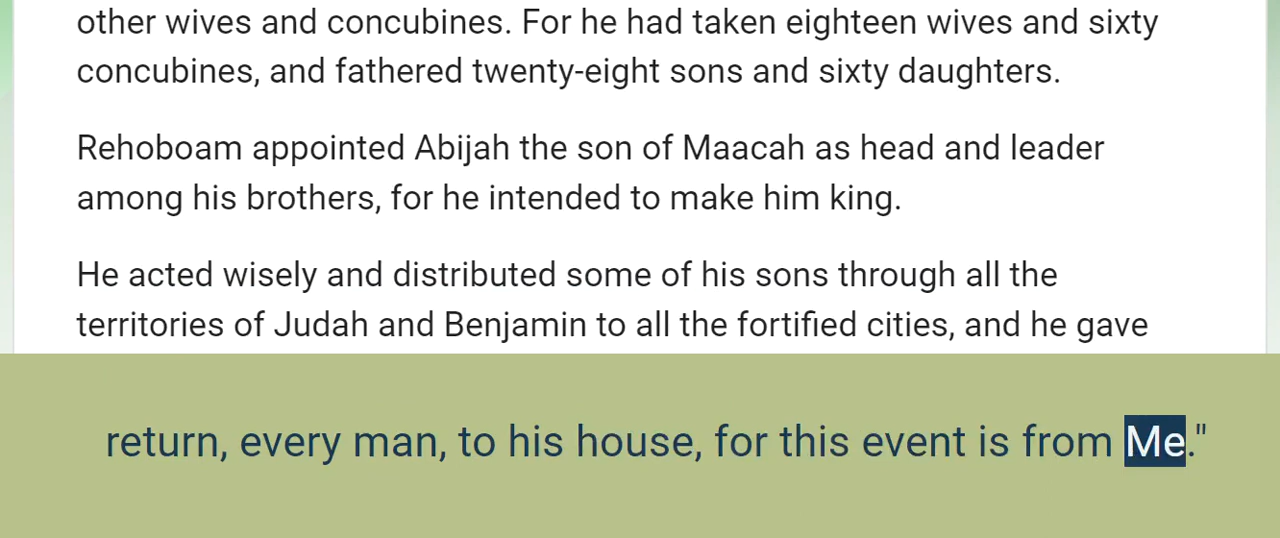 other wives and concubines. For he had taken eighteen wives and sixty
concubines, and fathered twenty-eight sons and sixty daughters.
Rehoboam appointed Abijah the son of Maacah as head and leader
among his brothers, for he intended to make him king.
He acted wisely and distributed some of his sons through all the
territories of Judah and Benjamin to all the fortified cities, and he gave
return, every man, to his house, for this event is from Me."